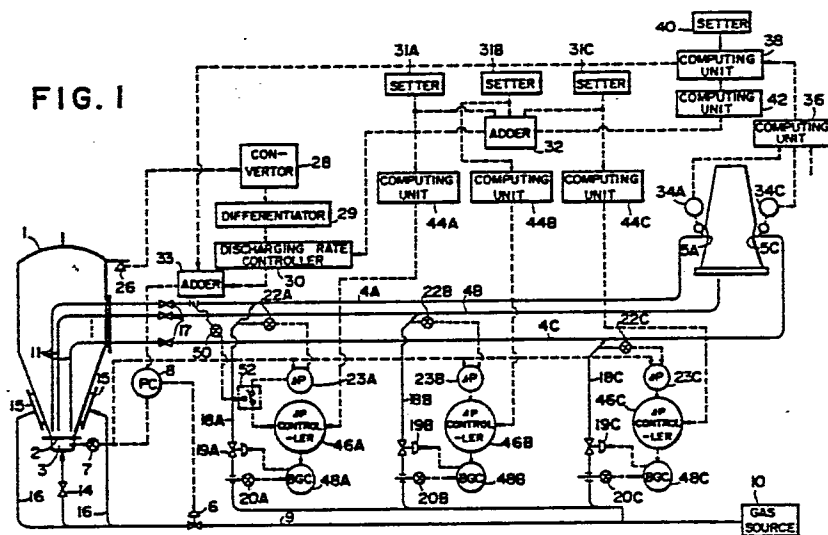 FIG. 1
SETTER
40
38
COMPUTING
UNIT
31A
31B
31C
SETTER
SETTER
SETTER
COMPUTING
UNIT
42
36
COMPUTING
UNIT
ADDER
32
CON-
VERTOR
28
34A
34C
COMPUTING
UNIT
44A
COMPUTING
UNIT
44B
COMPUTING
UNIT
44C
DIFFERENTIATOR
29
DISCHARGING RATE
CONTROLLER
30
1
33
26
ADDER
5A
5C
22A
4A
22B
4B
17
11
50
4C
22C
8
PC
52
ΔP
23A
ΔP
23B
ΔP
23C
15
15
18A
18B
18C
ΔP
CONTROL
-LER
46A
ΔP
CONTROL
-LER
46B
ΔP
CONTROL
-LER
46C
19A
19B
19C
2
3
7
14
16
16
6
9
BGC
48A
BGC
48B
BGC
48C
20A
20B
20C
10
GAS
SOURCE